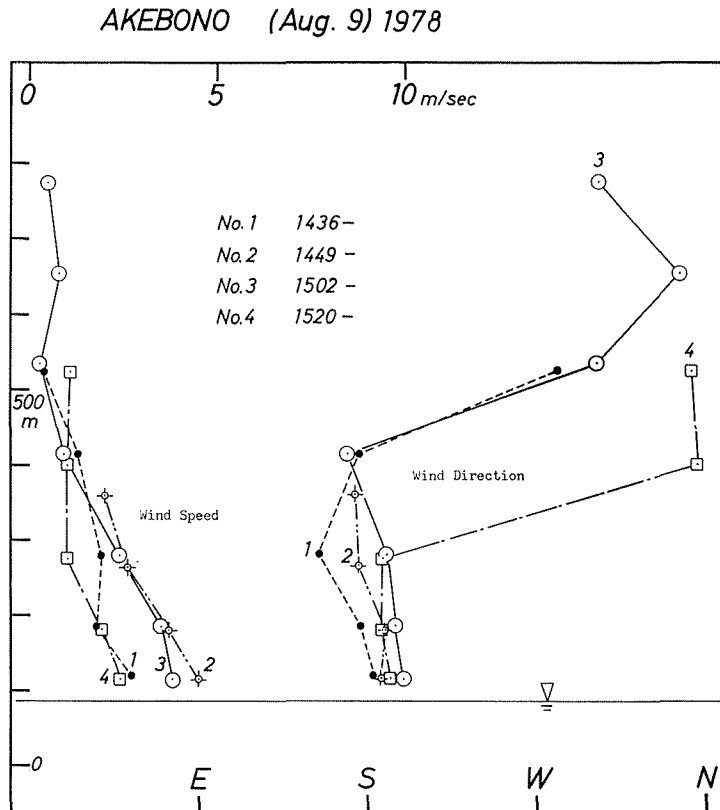 AKEBONO (Aug. 9) 1978
0 5 10 m/sec
3
No.1 1436-
No.2 1449-
No.3 1502-
No.4 1520-
4
500
m
Wind Direction
Wind Speed
1
2
4 1 3 2
0
E S W N